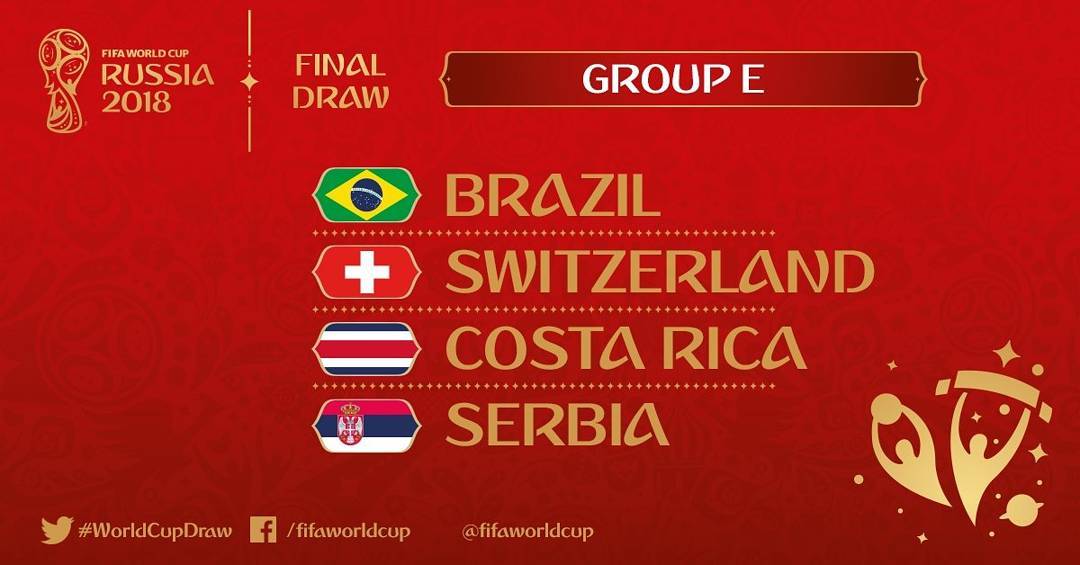 FIFA WORLD CUP
RUSSIA
2018
FINAL
DRAW
GROUP E
BRAZIL
SWITZERLAND
COSTA RICA
SERBIA
#WorldCupDraw /fifaworldcup @fifaworldcup